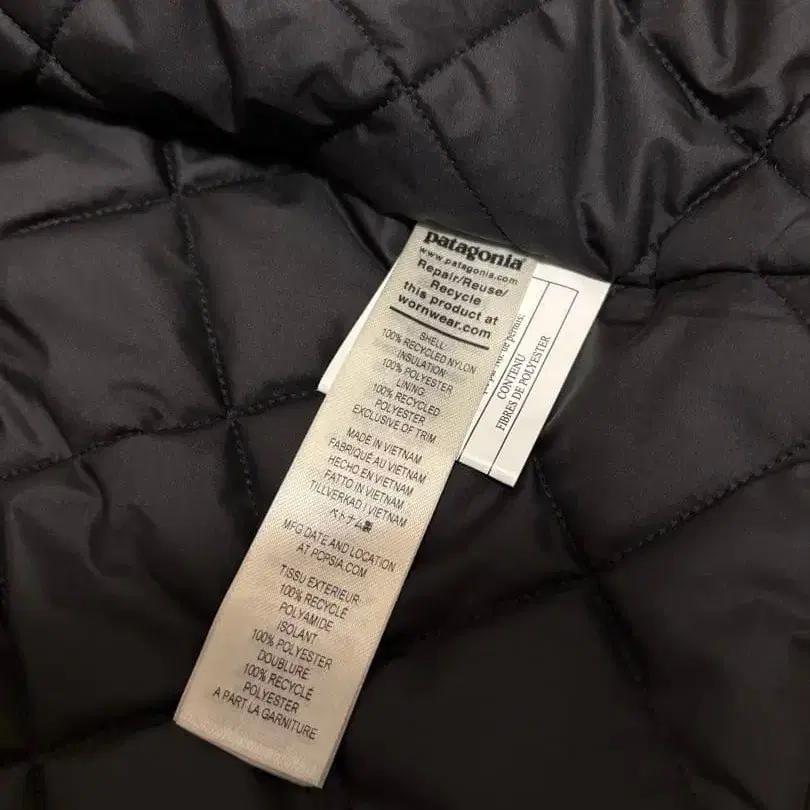 patagonia
www.patagonia.com
Repair/Reuse/
Recycle
this product at
wornwear.com
SHELL:
100% RECYCLED NYLON
INSULATION:
100% POLYESTER
LINING:
100% RECYCLED
POLYESTER
EXCLUSIVE OF TRIM
MADE IN VIETNAM
FABRIQUÉ AU VIETNAM
HECHO EN VIETNAM
FATTO IN VIETNAM
TILLVERKAD I VIETNAM
ベトナム製
MFG DATE AND LOCATION
AT PCPSIA.COM
TISSU EXTERIEUR:
100% RECYCLÉ
POLYAMIDE
ISOLANT
100% POLYESTER
DOUBLURE
100% RECYCLÉ
POLYESTER
A PART LA GARNITURE
de permis:
CONTENU
FIBRES DE POLYESTER